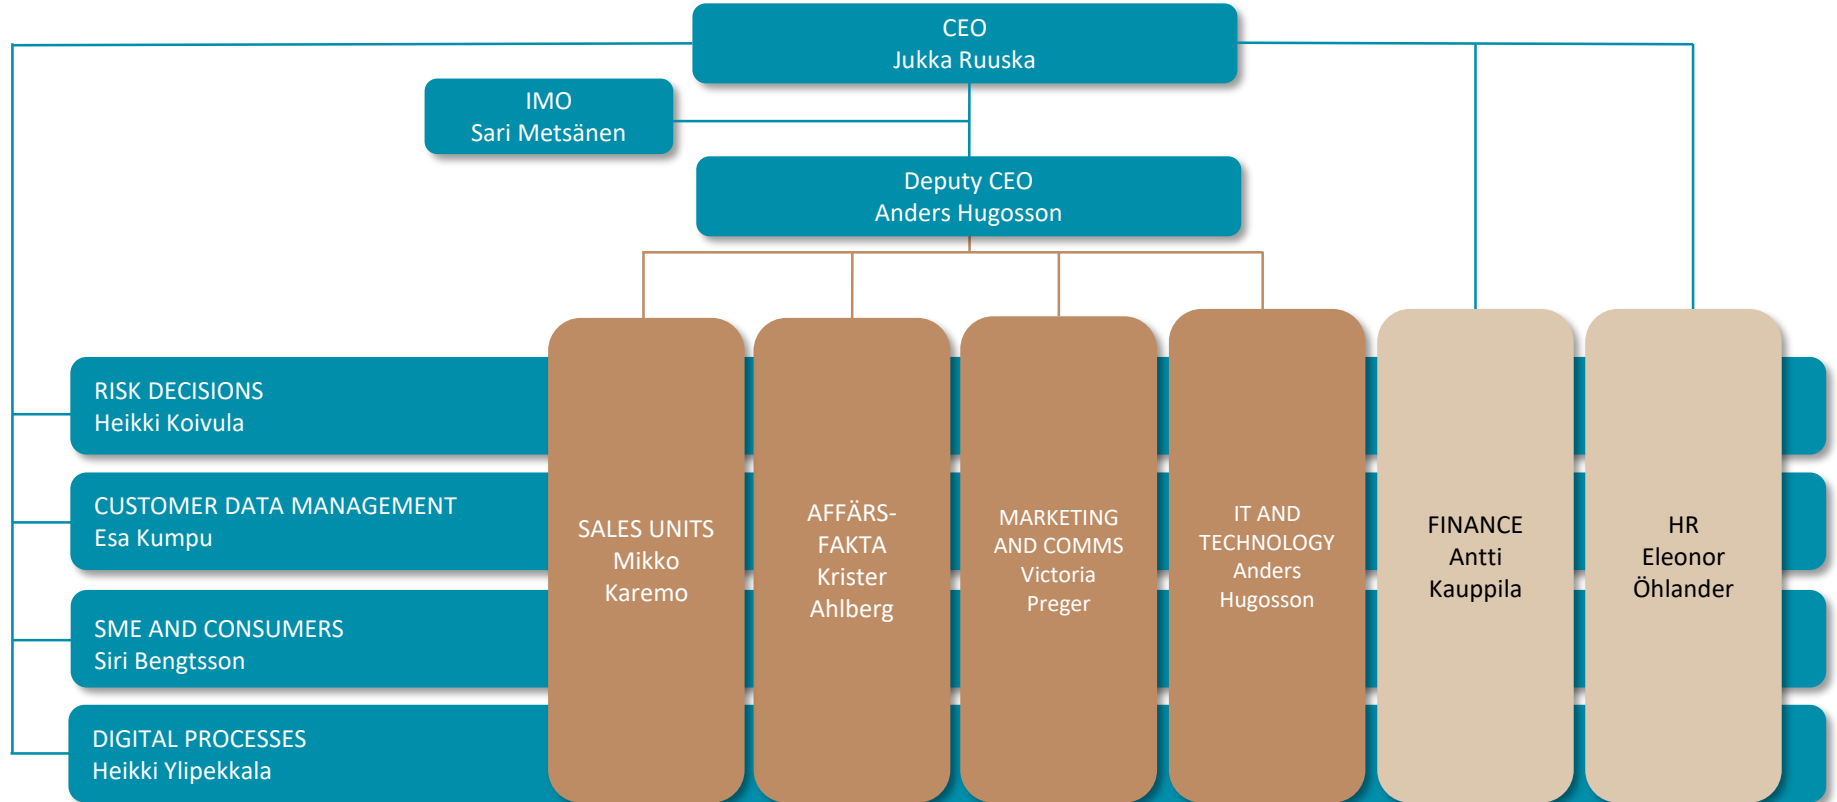 CEO
Jukka Ruuska
IMO
Sari Metsänen
Deputy CEO
Anders Hugosson
RISK DECISIONS
Heikki Koivula
CUSTOMER DATA MANAGEMENT
Esa Kumpu
SME AND CONSUMERS
Siri Bengtsson
DIGITAL PROCESSES
Heikki Ylipekkala
SALES UNITS
Mikko
Karemo
AFFÄRS-
FAKTA
Krister
Ahlberg
MARKETING
AND COMMS
Victoria
Preger
IT AND
TECHNOLOGY
Anders
Hugosson
FINANCE
Antti
Kauppila
HR
Eleonor
Öhlander